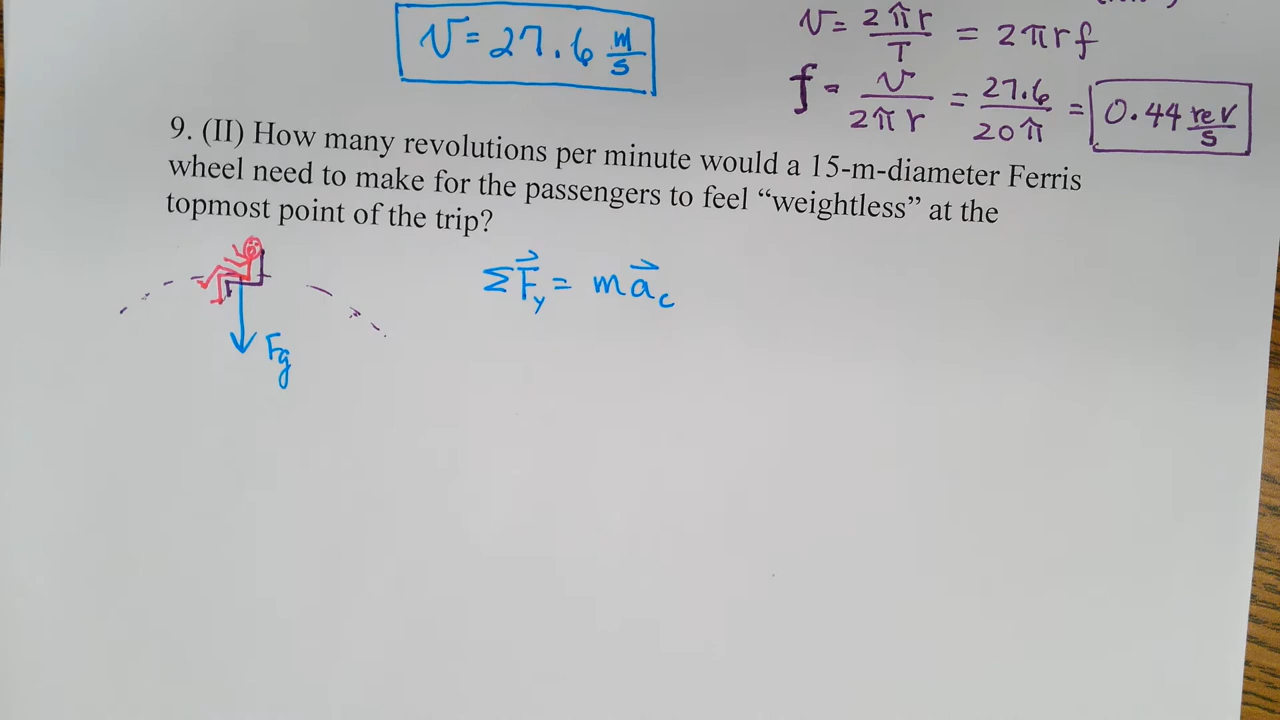 v = 27.6 m/s
v = 2πr/T = 2πrf
f = v/2πr = 27.6/20π = 0.44 rev/s
9. (II) How many revolutions per minute would a 15-m-diameter Ferris
wheel need to make for the passengers to feel “weightless” at the
topmost point of the trip?
ΣF⃗y = ma⃗c
Fg